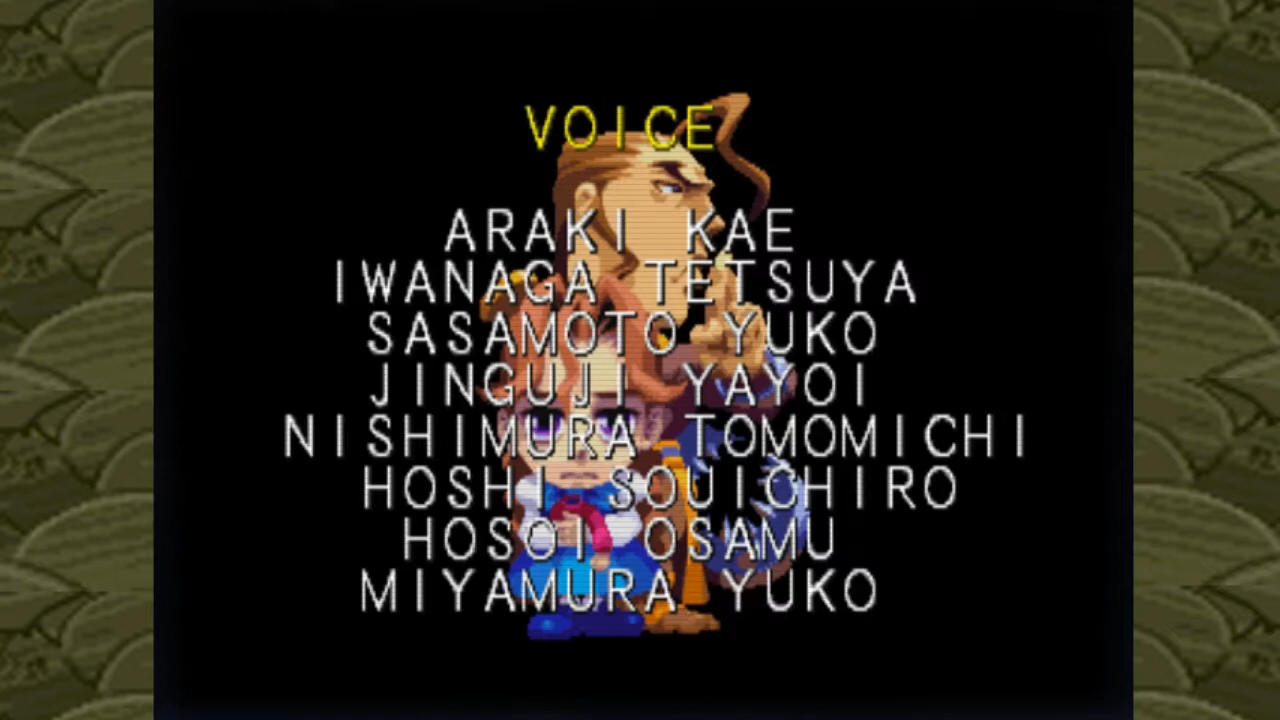 VOICE
ARAKI KAE
IWANAGA TETSUYA
SASAMOTO YUKO
JINGUJI YAYOI
NISHIMURA TOMOMICHI
HOSHI SOUICHIRO
HOSOI OSAMU
MIYAMURA YUKO